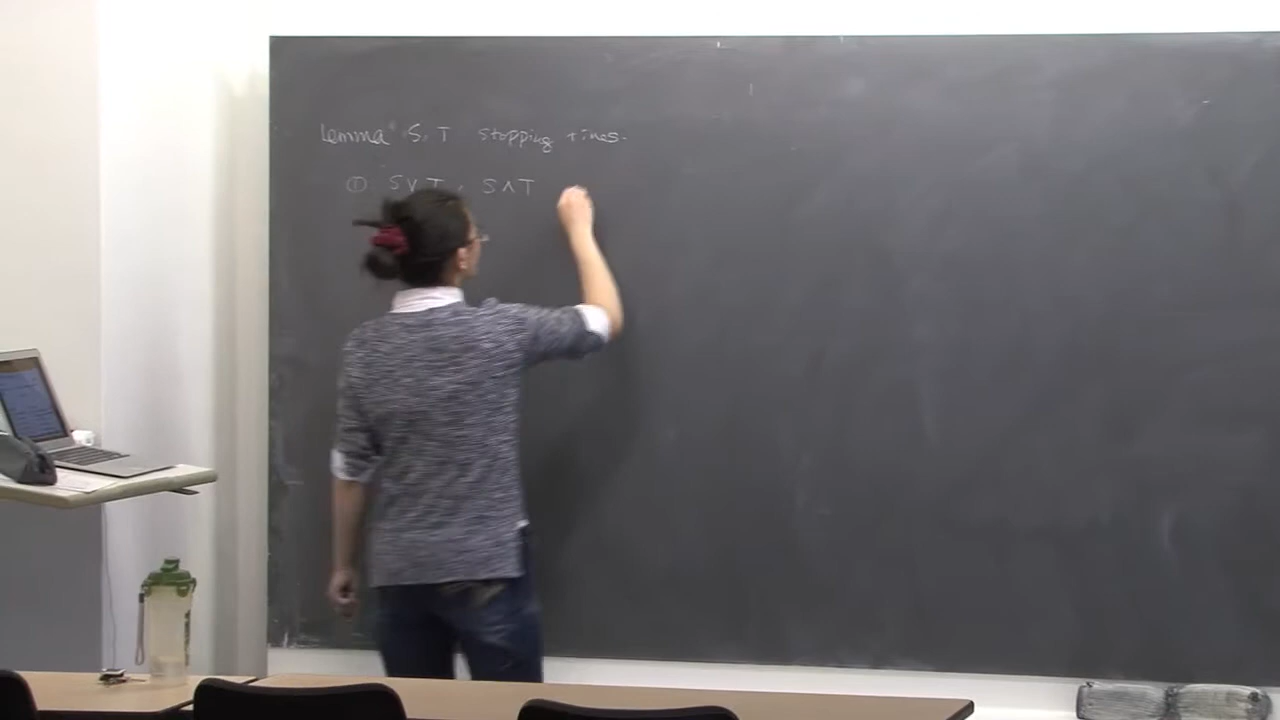 Lemma S, T stopping times.
① S∨T, S∧T